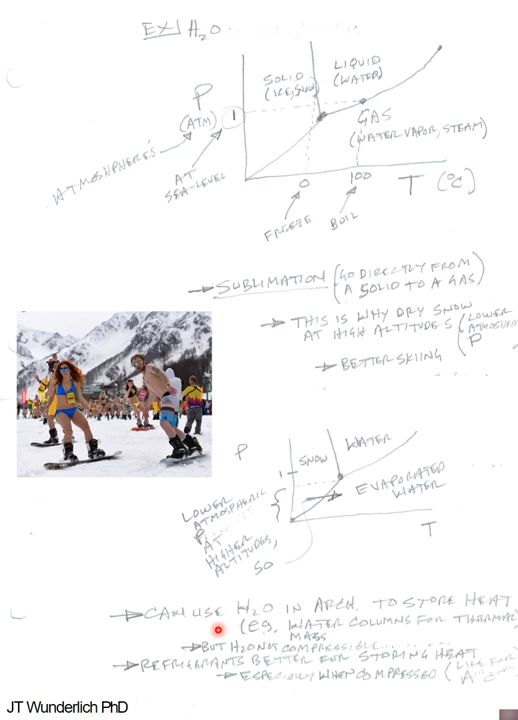 EX/ H₂O
SOLID
(ICE, SNOW)
LIQUID
(WATER)
P
(ATM)
1
GAS
(WATER VAPOR, STEAM)
ATMOSPHERE'S
AT
SEA-LEVEL
0
100
T (°C)
FREEZE
BOIL
→ SUBLIMATION (GO DIRECTLY FROM
A SOLID TO A GAS)
→ THIS IS WHY DRY SNOW
AT HIGH ALTITUDES (LOWER
ATMOSPHERIC
P
→ BETTER SKIING
P
1
SNOW
WATER
EVAPORATED
WATER
LOWER
ATMOSPHERIC
P
AT
HIGHER
ALTITUDES,
SO
T
→ CAN USE H₂O IN ARCH. TO STORE HEAT
(eg. WATER COLUMNS FOR THERMAL
MASS
→ BUT H₂O NOT COMPRESSIBLE......
→ REFRIGRANTS BETTER FOR STORING HEAT
→ ESPECIALLY WHEN COMPRESSED (LIKE FOR
JT Wunderlich PhD